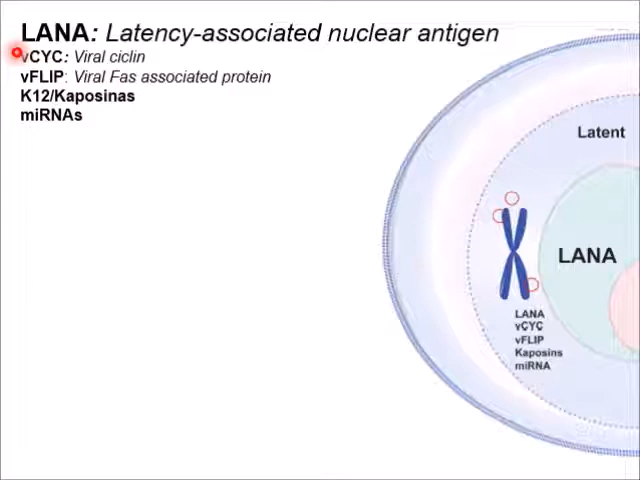 LANA: Latency-associated nuclear antigen
vCYC: Viral ciclin
vFLIP: Viral Fas associated protein
K12/Kaposinas
miRNAs
Latent
LANA
LANA
vCYC
vFLIP
Kaposins
miRNA